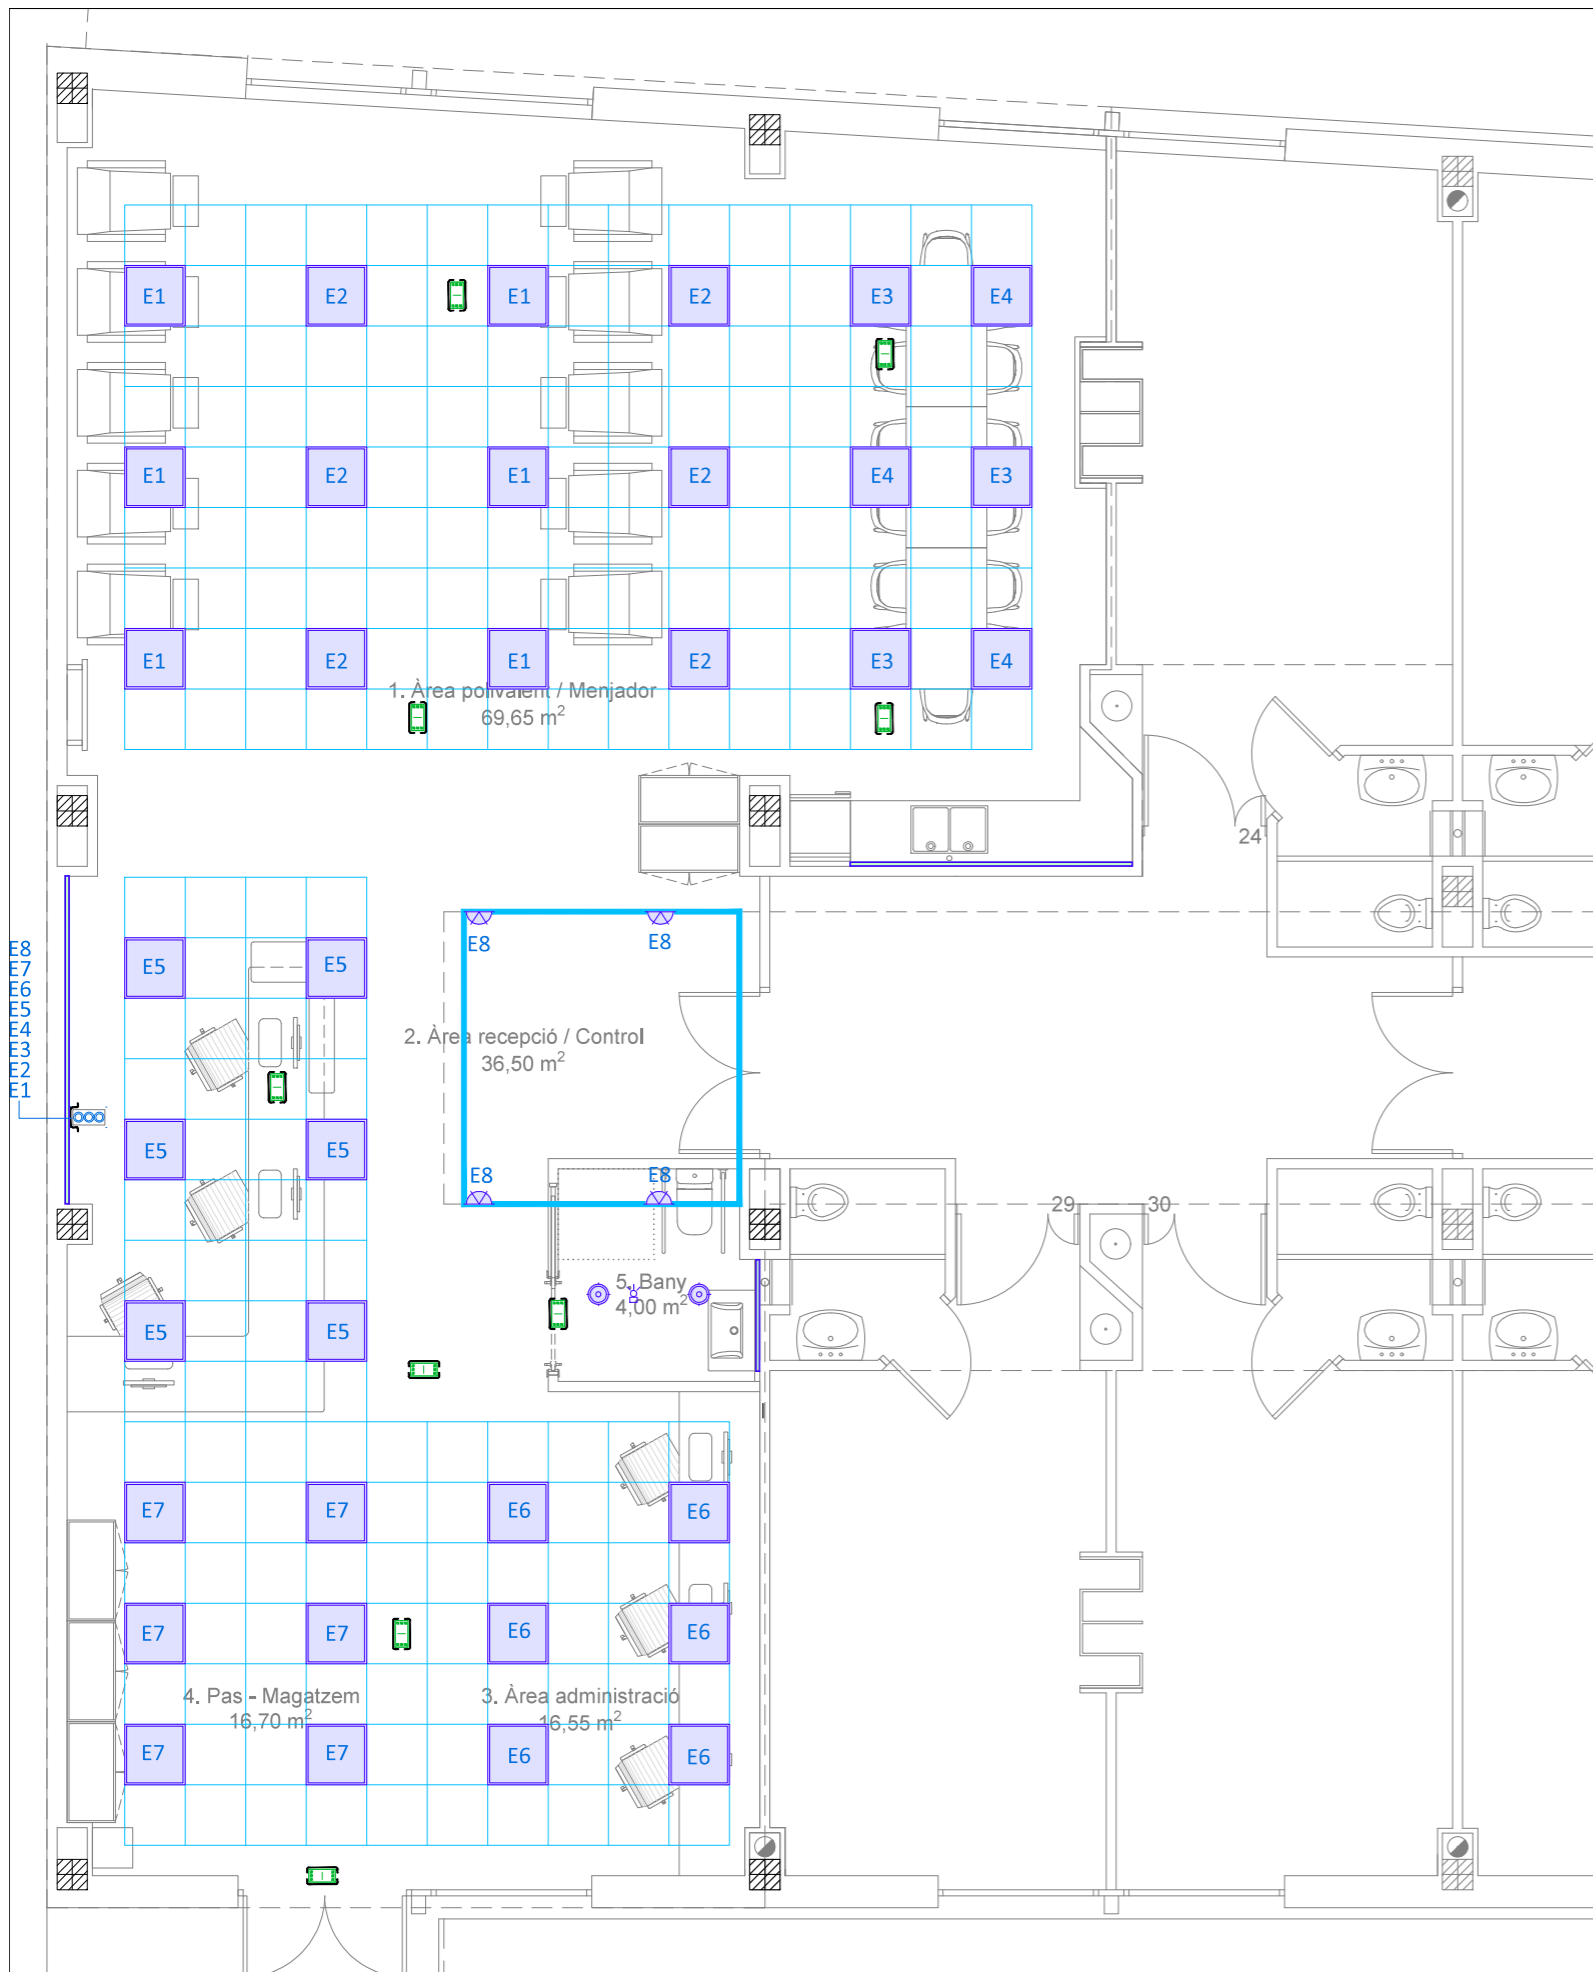 E1 E2 E1 E2 E3 E4
E1 E2 E1 E2 E4 E3
E1 E2 E1 E2 E3 E4
1. Àrea polivalent / Menjador
69,65 m²
24
E8
E7
E6
E5
E4
E3
E2
E1
E5 E5
E8 E8
2. Àrea recepció / Control
36,50 m²
E5 E5
E8 E8
29 30
5. Bany
4,00 m²
E5 E5
E7 E7 E6 E6
E7 E7 E6 E6
4. Pas - Magatzem
16,70 m²
3. Àrea administració
16,55 m²
E7 E7 E6 E6